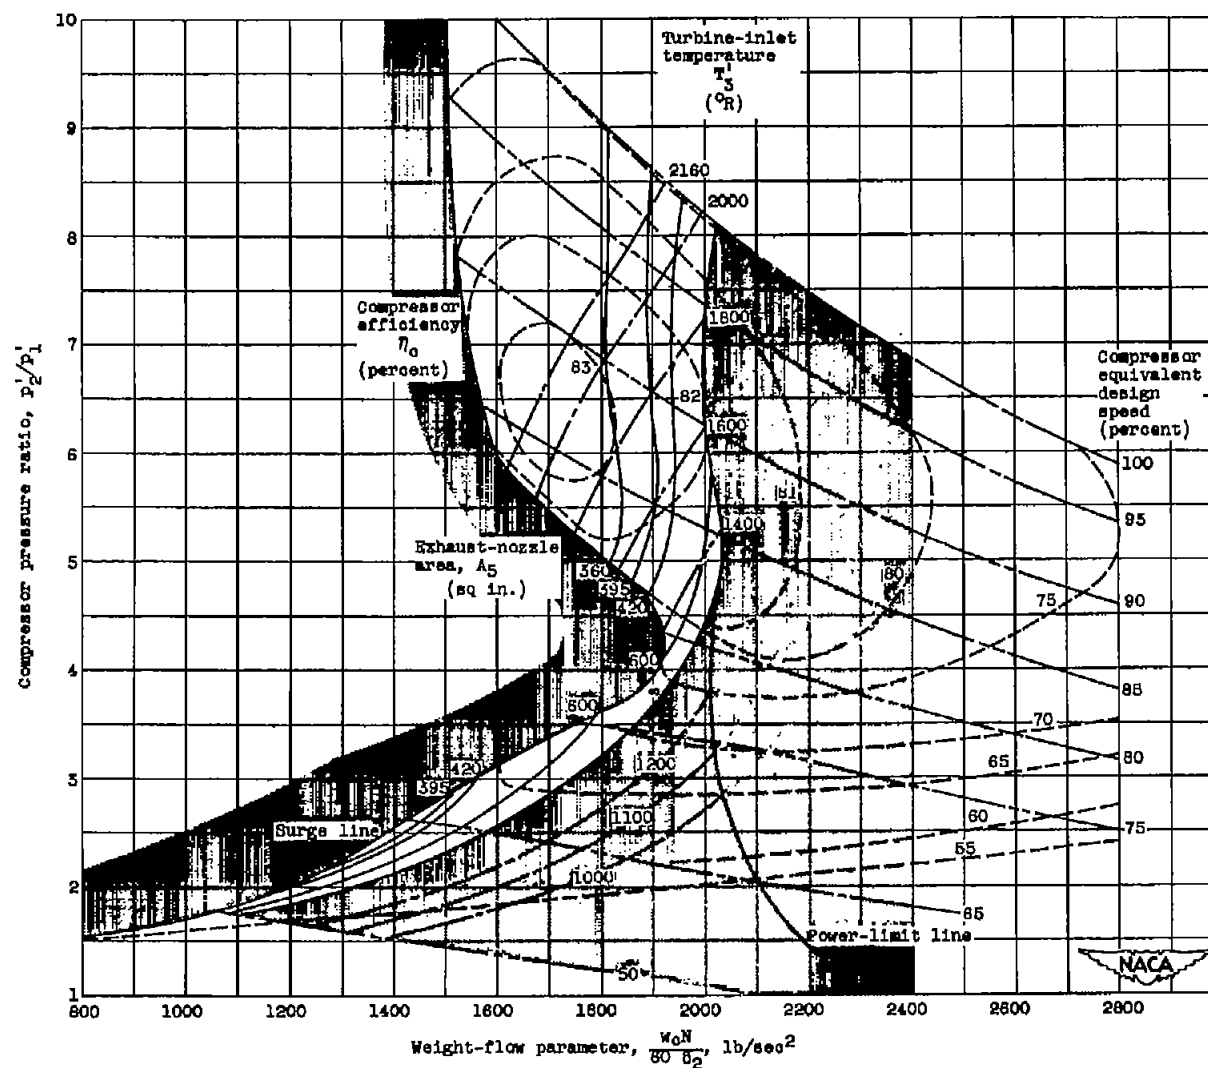 10
9
8
7
6
5
4
3
2
1
Compressor pressure ratio, p'2/p'1
Turbine-inlet
temperature
T'3
(°R)
2160
2000
1800
1600
1400
Compressor
efficiency
ηc
(percent)
83
82
81
80
75
70
65
60
55
Compressor
equivalent
design
speed
(percent)
100
95
90
85
80
75
65
50
Exhaust-nozzle
area, A5
(sq in.)
360
395
420
600
420
395
1200
1100
1000
Surge line
Power-limit line
NACA
800 1000 1200 1400 1600 1800 2000 2200 2400 2600 2800
Weight-flow parameter, WcN / 60 δ2, lb/sec2